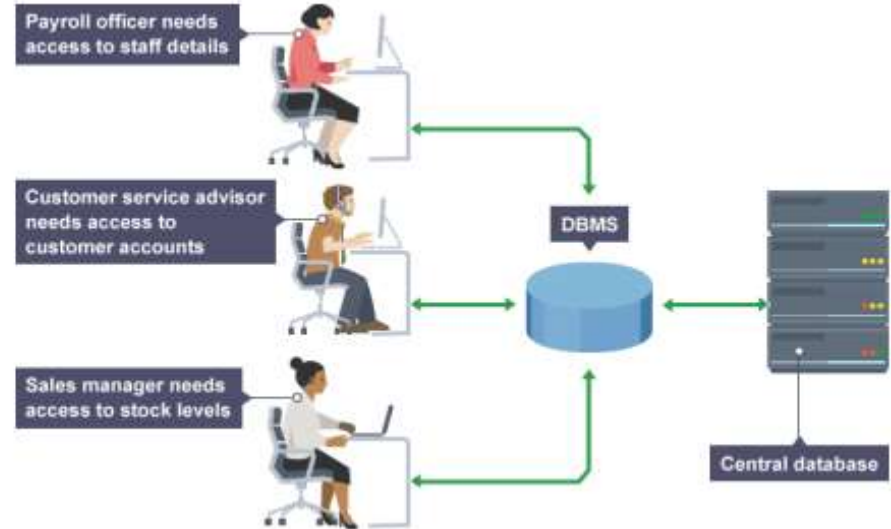 Payroll officer needs
access to staff details
Customer service advisor
needs access to
customer accounts
DBMS
Sales manager needs
access to stock levels
Central database